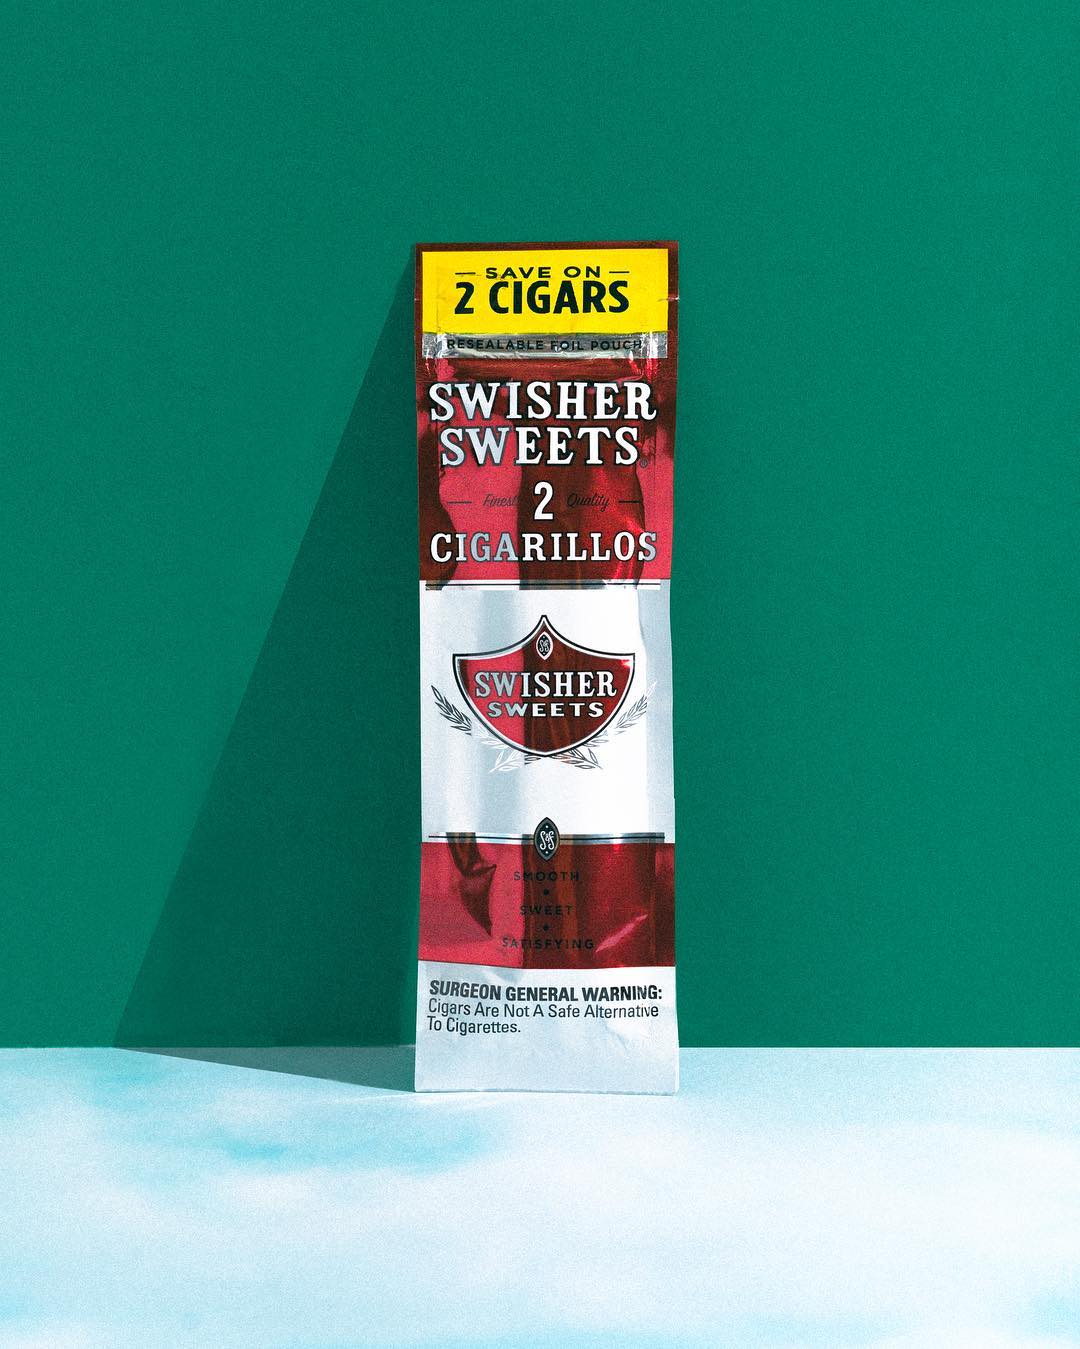 — SAVE ON —
2 CIGARS
RESEALABLE FOIL POUCH
SWISHER
SWEETS®
— Finest 2 Quality —
CIGARILLOS
S&S
SWISHER
SWEETS
S&S
SMOOTH
•
SWEET
•
SATISFYING
SURGEON GENERAL WARNING:
Cigars Are Not A Safe Alternative
To Cigarettes.